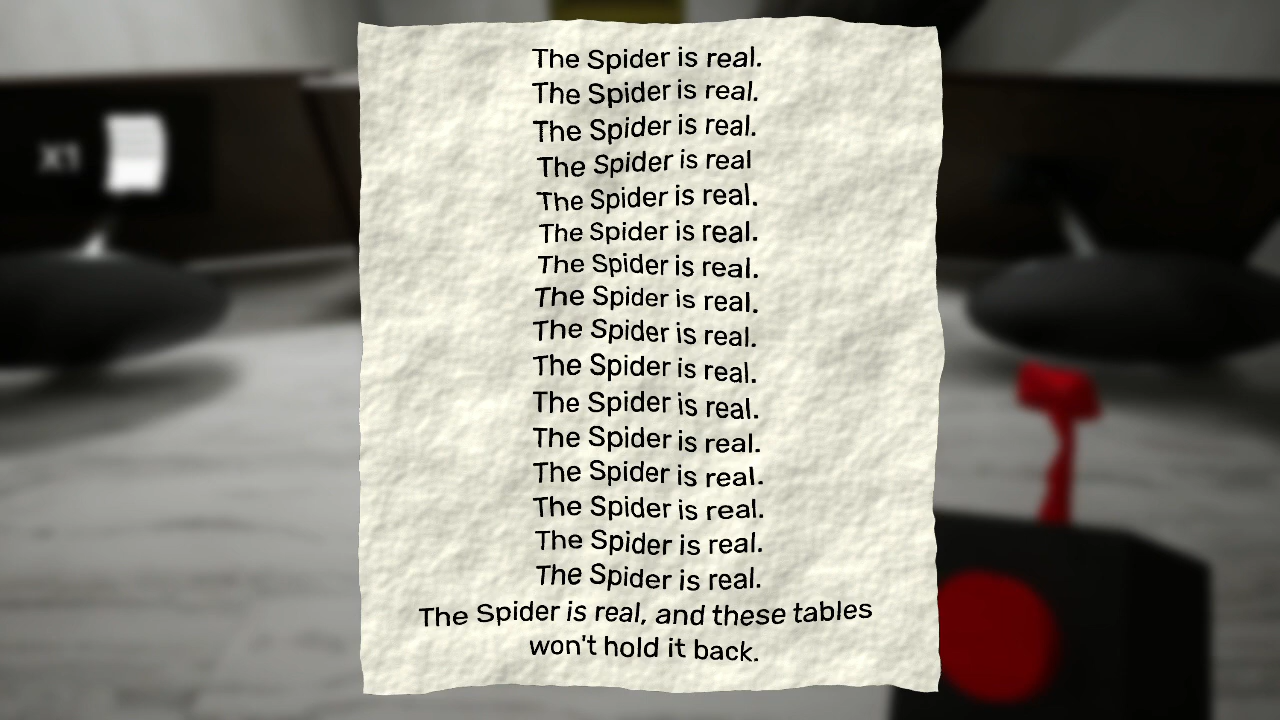 The Spider is real.
The Spider is real.
The Spider is real.
The Spider is real
The Spider is real.
The Spider is real.
The Spider is real.
The Spider is real.
The Spider is real.
The Spider is real.
The Spider is real.
The Spider is real.
The Spider is real.
The Spider is real.
The Spider is real.
The Spider is real.
The Spider is real, and these tables
won't hold it back.
X1